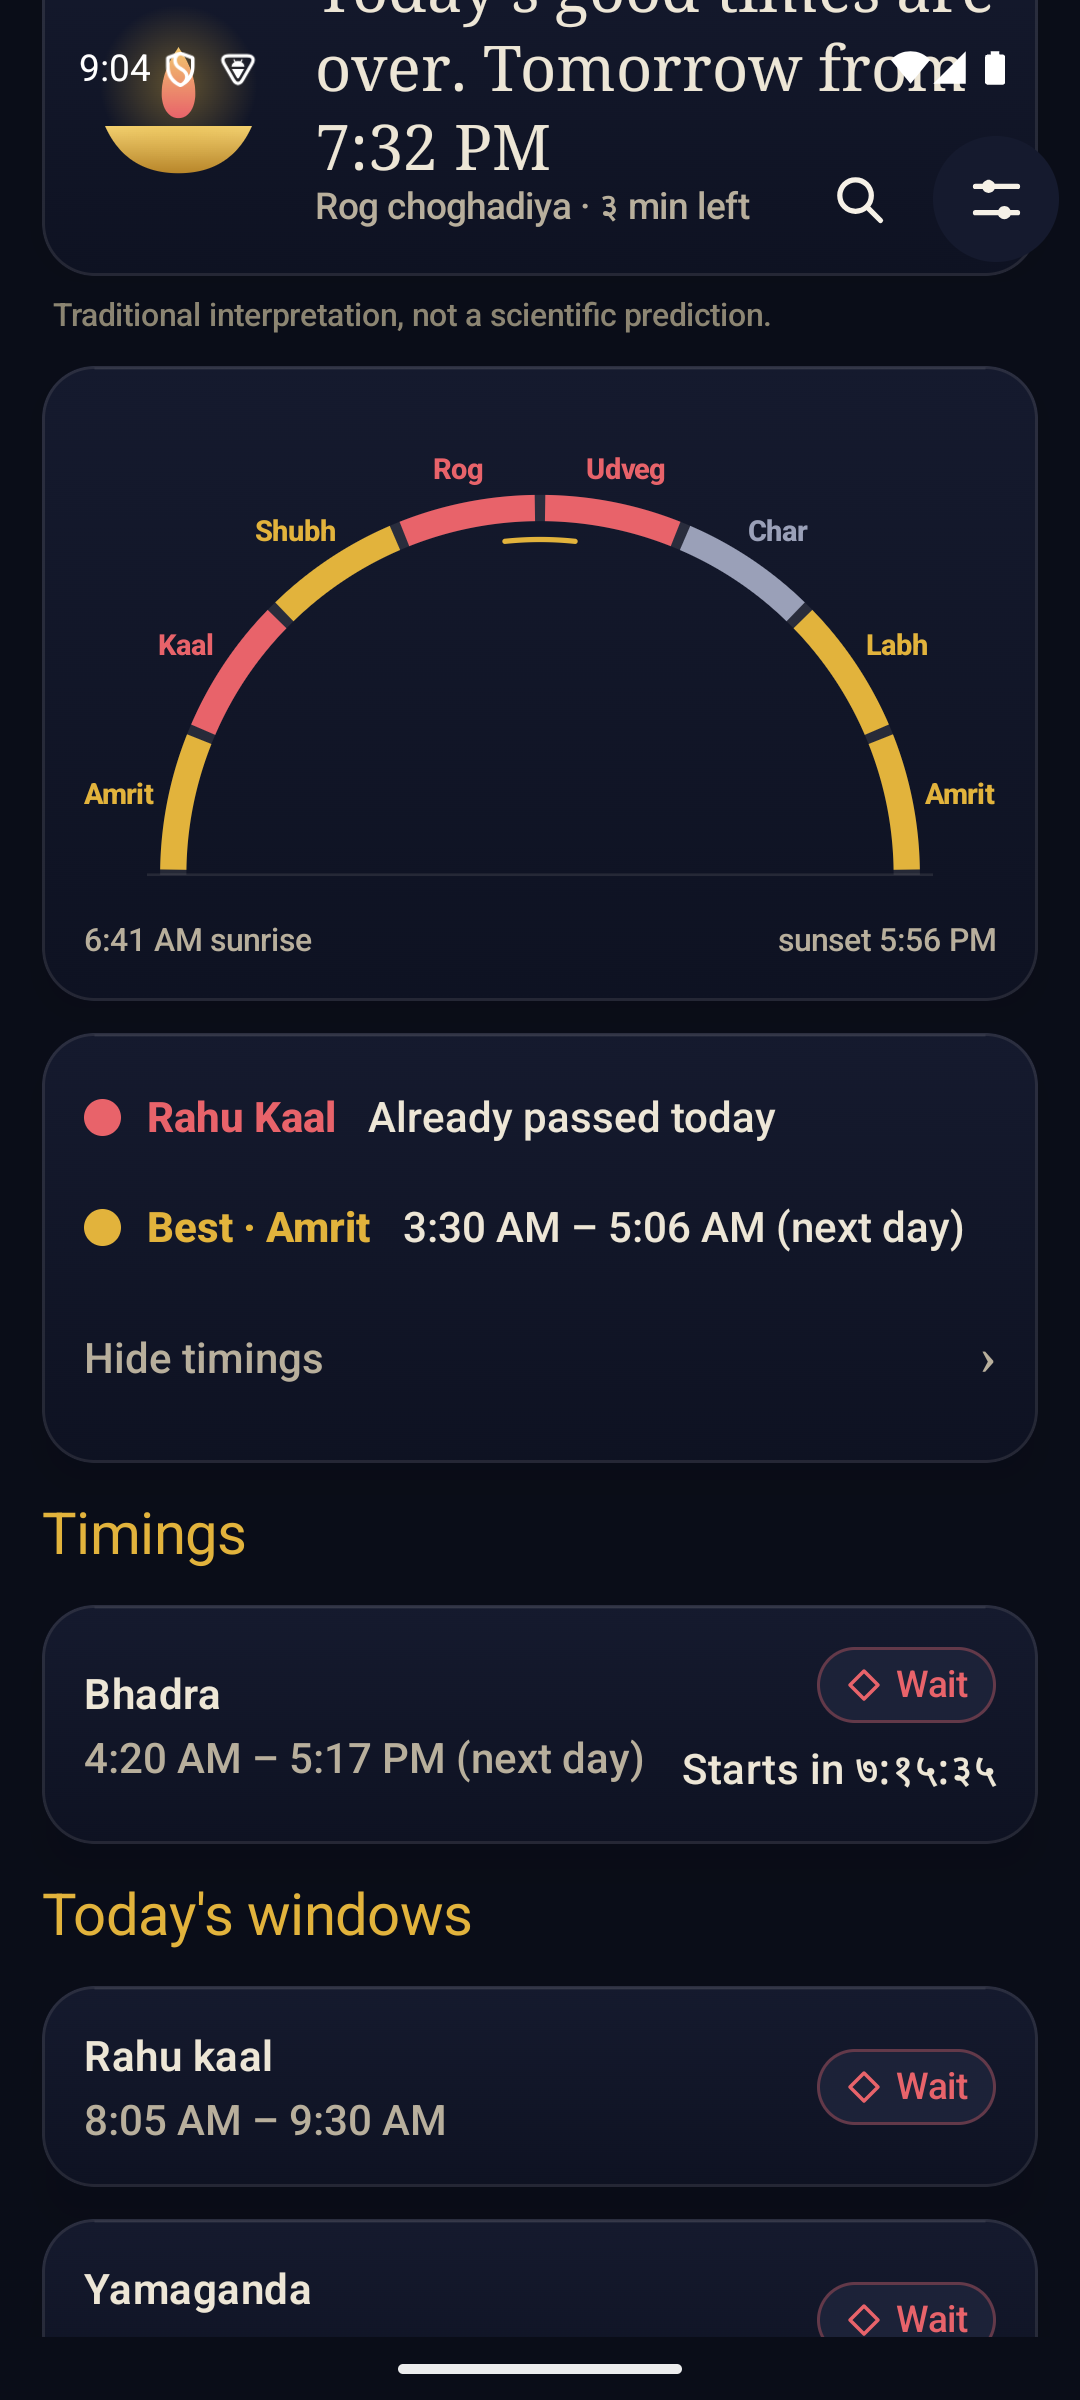 Today's good times are
9:04
over. Tomorrow from
7:32 PM
Rog choghadiya · ३ min left
Traditional interpretation, not a scientific prediction.
Rog
Udveg
Shubh
Char
Kaal
Labh
Amrit
Amrit
6:41 AM sunrise
sunset 5:56 PM
Rahu Kaal Already passed today
Best · Amrit 3:30 AM – 5:06 AM (next day)
Hide timings ›
Timings
Wait
Bhadra
4:20 AM – 5:17 PM (next day)
Starts in ७:१५:३५
Today's windows
Rahu kaal
Wait
8:05 AM – 9:30 AM
Yamaganda
Wait